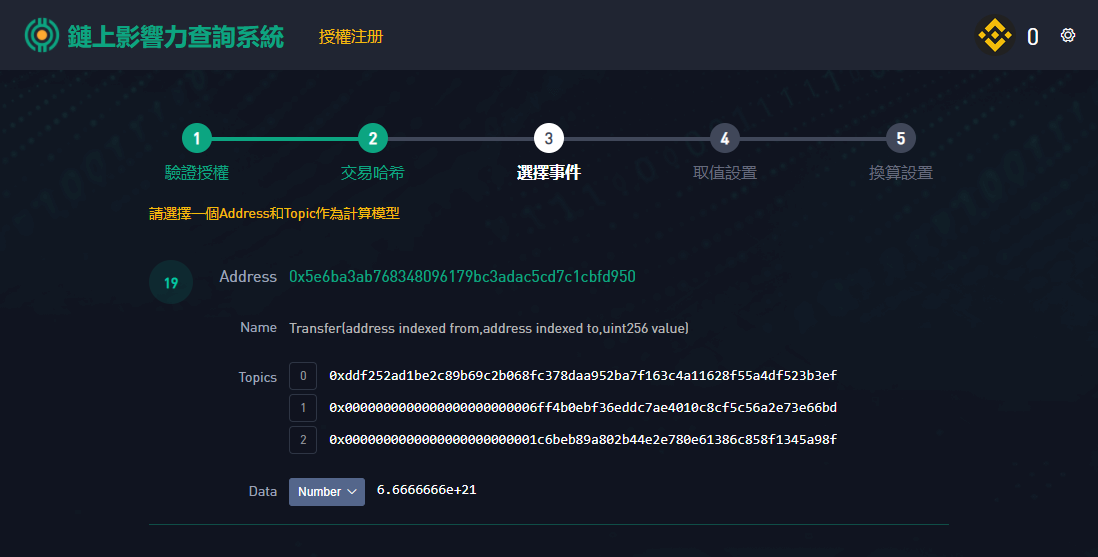 鏈上影響力查詢系統 授權注册 0
1 2 3 4 5
驗證授權 交易哈希 選擇事件 取值設置 換算設置
請選擇一個Address和Topic作為計算模型
19 Address 0x5e6ba3ab768348096179bc3adac5cd7c1cbfd950
Name Transfer(address indexed from,address indexed to,uint256 value)
Topics 0 0xddf252ad1be2c89b69c2b068fc378daa952ba7f163c4a11628f55a4df523b3ef
1 0x0000000000000000000000006ff4b0ebf36eddc7ae4010c8cf5c56a2e73e66bd
2 0x0000000000000000000000001c6beb89a802b44e2e780e61386c858f1345a98f
Data Number 6.6666666e+21